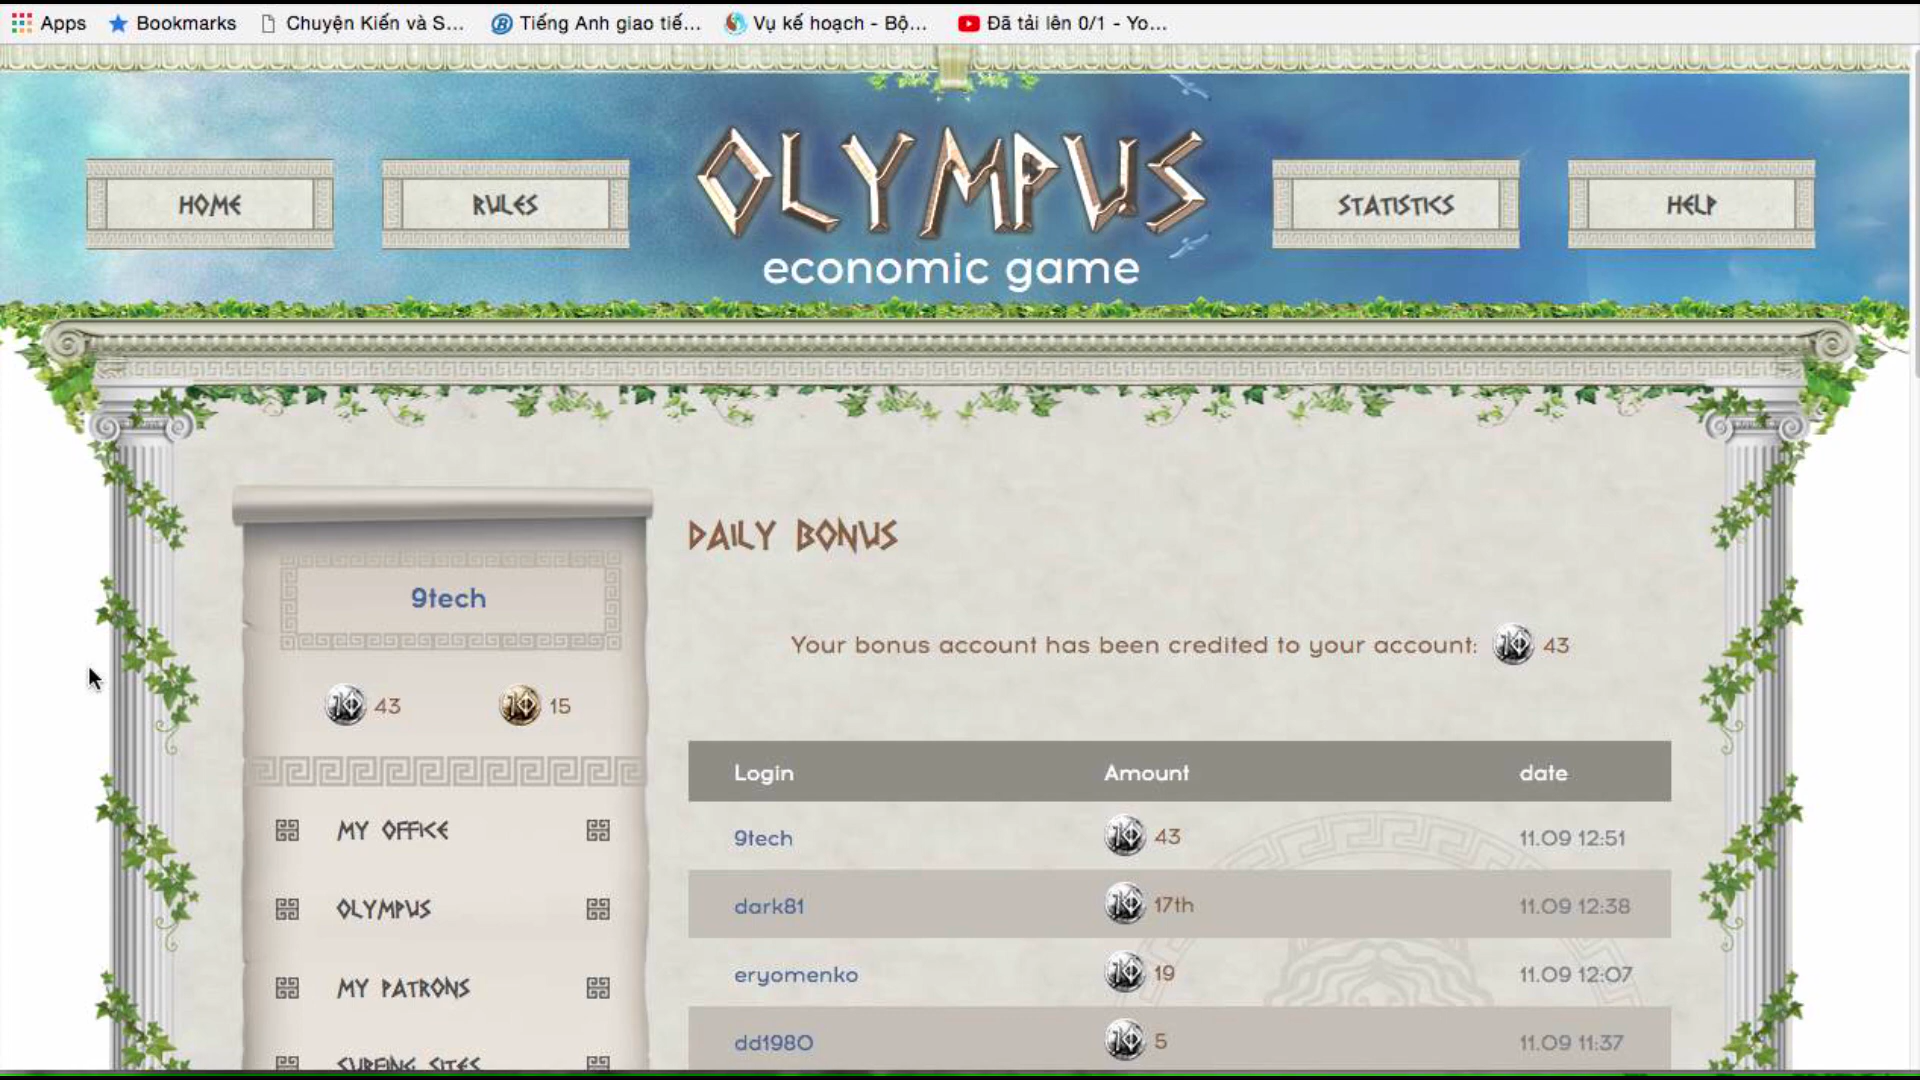 Apps Bookmarks Chuyện Kiến và S... Tiếng Anh giao tiế... Vụ kế hoạch - Bộ... Đã tải lên 0/1 - Yo...
HOME RULES OLYMPUS STATISTICS HELP
economic game
DAILY BONUS
9tech
Your bonus account has been credited to your account: 43
43 15
Login Amount date
9tech 43 11.09 12:51
MY OFFICE
dark81 17th 11.09 12:38
OLYMPUS
eryomenko 19 11.09 12:07
MY PATRONS
dd1980 5 11.09 11:37
SURFING SITES